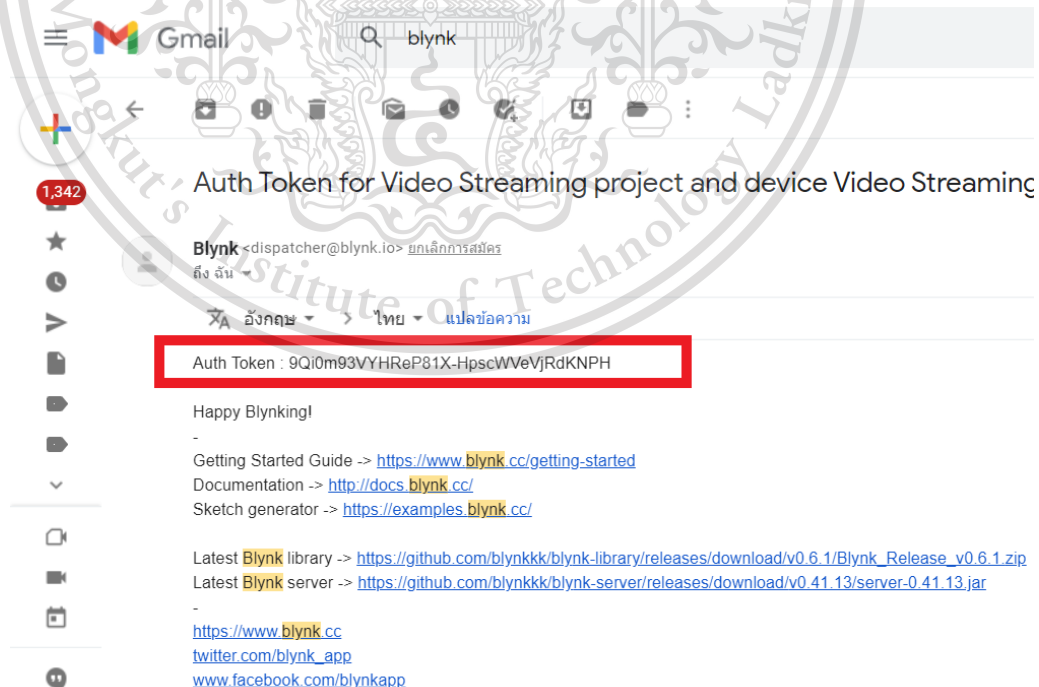 Gmail
blynk
Auth Token for Video Streaming project and device Video Streaming
1,342
Blynk <dispatcher@blynk.io> ยกเลิกการสมัคร
ถึง ฉัน
อังกฤษ > ไทย แปลข้อความ
Auth Token : 9Qi0m93VYHReP81X-HpscWVeVjRdKNPH
Happy Blynking!
-
Getting Started Guide -> https://www.blynk.cc/getting-started
Documentation -> http://docs.blynk.cc/
Sketch generator -> https://examples.blynk.cc/
Latest Blynk library -> https://github.com/blynkkk/blynk-library/releases/download/v0.6.1/Blynk_Release_v0.6.1.zip
Latest Blynk server -> https://github.com/blynkkk/blynk-server/releases/download/v0.41.13/server-0.41.13.jar
-
https://www.blynk.cc
twitter.com/blynk_app
www.facebook.com/blynkapp
ongkut's Institute of Technology Ladk